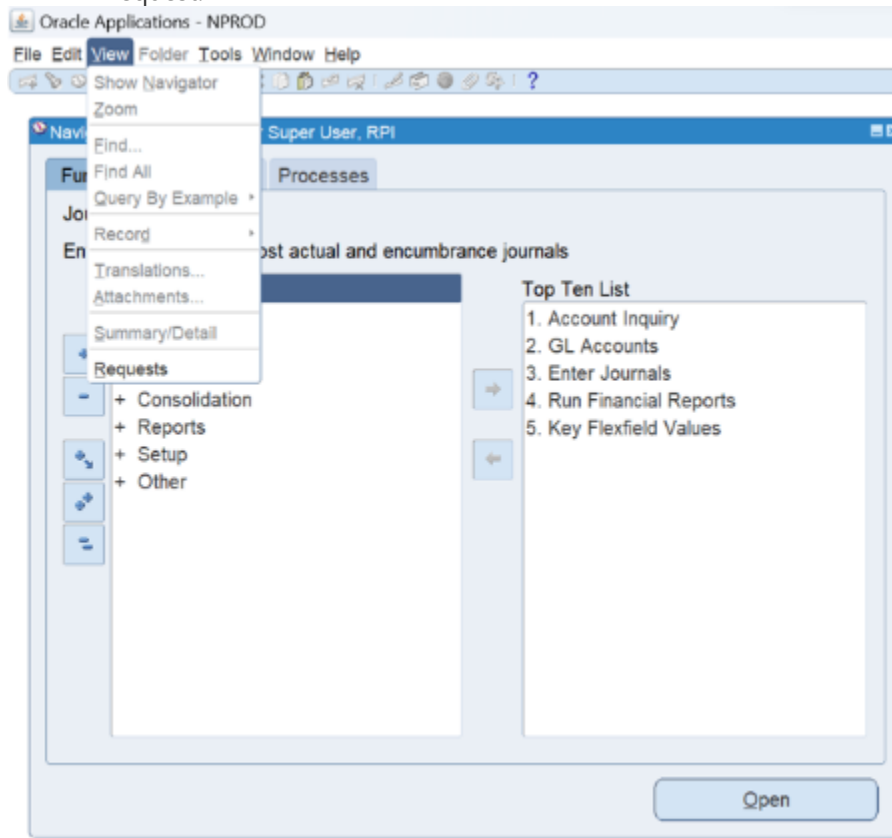 Oracle Applications - NPROD
File Edit View Folder Tools Window Help
Show Navigator
Zoom
Find...
Find All
Query By Example
Record
Translations...
Attachments...
Summary/Detail
Requests
Super User, RPI
Processes
actual and encumbrance journals
+ Consolidation
+ Reports
+ Setup
+ Other
Top Ten List
1. Account Inquiry
2. GL Accounts
3. Enter Journals
4. Run Financial Reports
5. Key Flexfield Values
Open